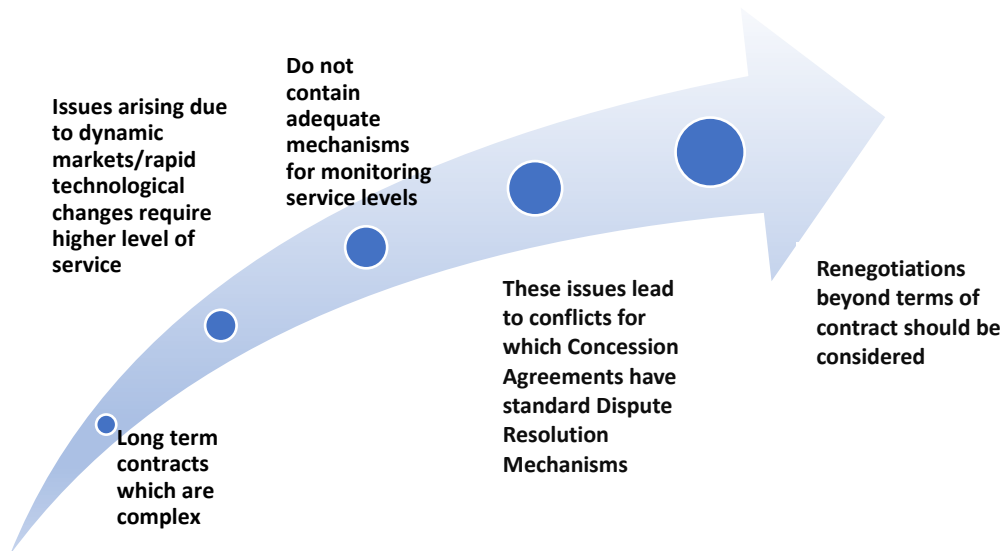 Issues arising due
to dynamic
markets/rapid
technological
changes require
higher level of
service
Do not
contain
adequate
mechanisms
for monitoring
service levels
Long term
contracts
which are
complex
These issues lead
to conflicts for
which Concession
Agreements have
standard Dispute
Resolution
Mechanisms
Renegotiations
beyond terms of
contract should be
considered